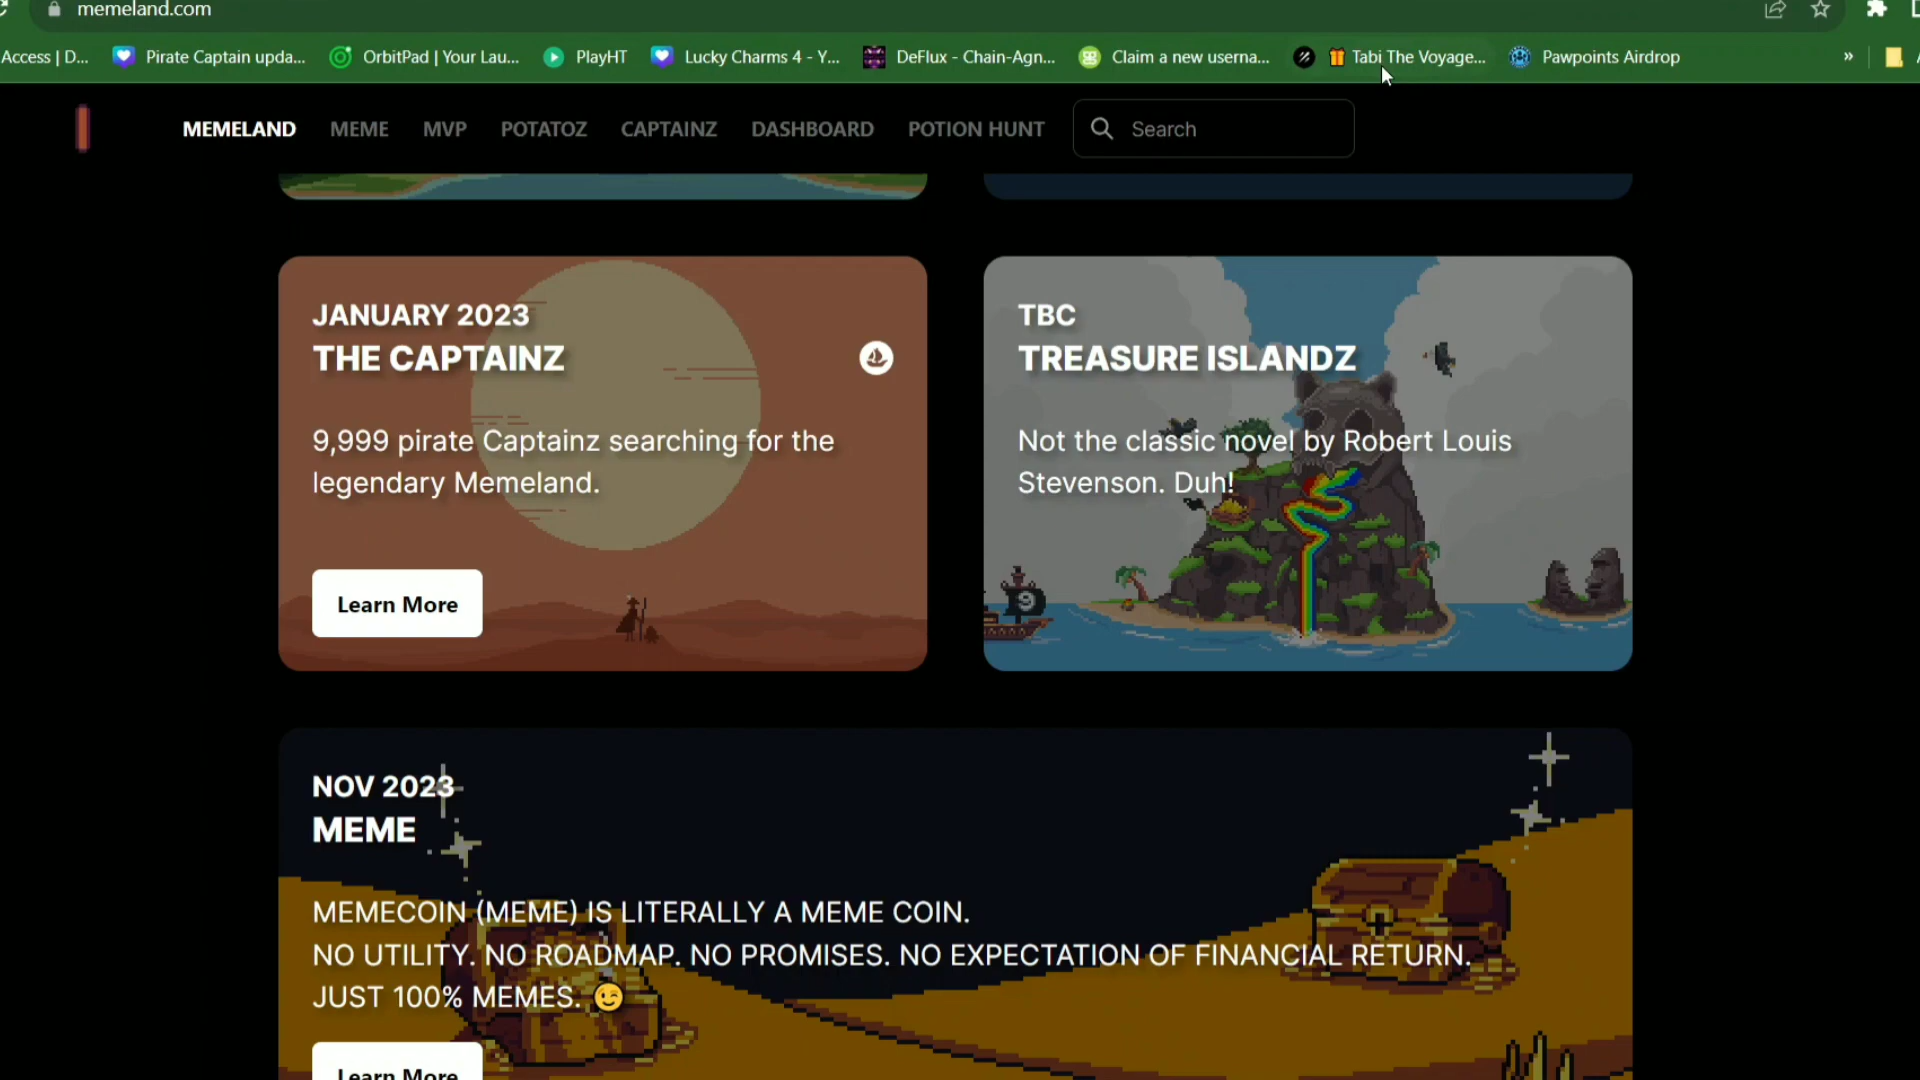 memeland.com
Access | D...
Pirate Captain upda...
OrbitPad | Your Lau...
PlayHT
Lucky Charms 4 - Y...
DeFlux - Chain-Agn...
Claim a new userna...
Tabi The Voyage...
Pawpoints Airdrop
»
MEMELAND
MEME
MVP
POTATOZ
CAPTAINZ
DASHBOARD
POTION HUNT
Search
JANUARY 2023
THE CAPTAINZ
9,999 pirate Captainz searching for the
legendary Memeland.
Learn More
TBC
TREASURE ISLANDZ
Not the classic novel by Robert Louis
Stevenson. Duh!
9
NOV 2023
MEME
MEMECOIN (MEME) IS LITERALLY A MEME COIN.
NO UTILITY. NO ROADMAP. NO PROMISES. NO EXPECTATION OF FINANCIAL RETURN.
JUST 100% MEMES. 😉
Learn More